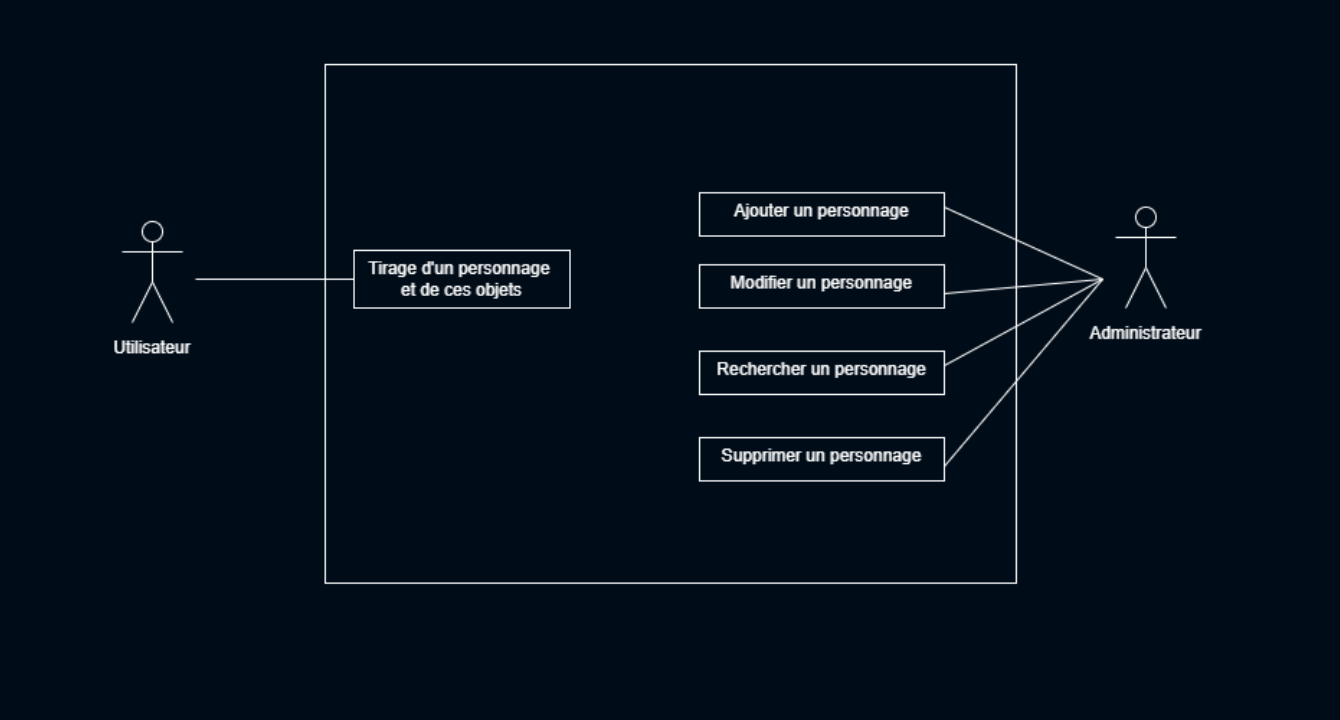 Ajouter un personnage
Tirage d'un personnage
et de ces objets
Modifier un personnage
Utilisateur
Administrateur
Rechercher un personnage
Supprimer un personnage